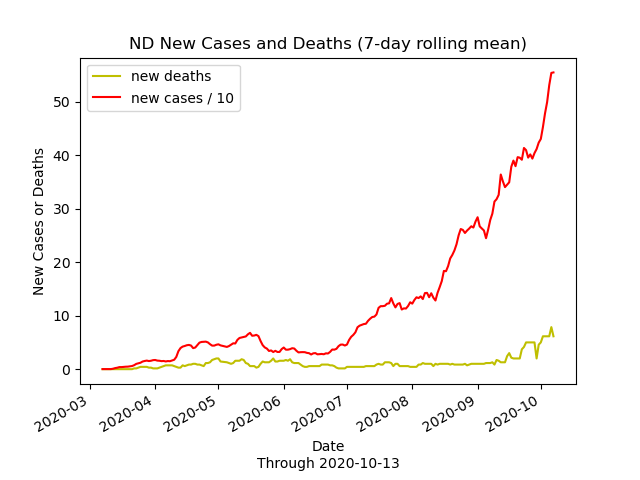 ND New Cases and Deaths (7-day rolling mean)
new deaths
new cases / 10
New Cases or Deaths
50
40
30
20
10
0
2020-03
2020-04
2020-05
2020-06
2020-07
2020-08
2020-09
2020-10
Date
Through 2020-10-13